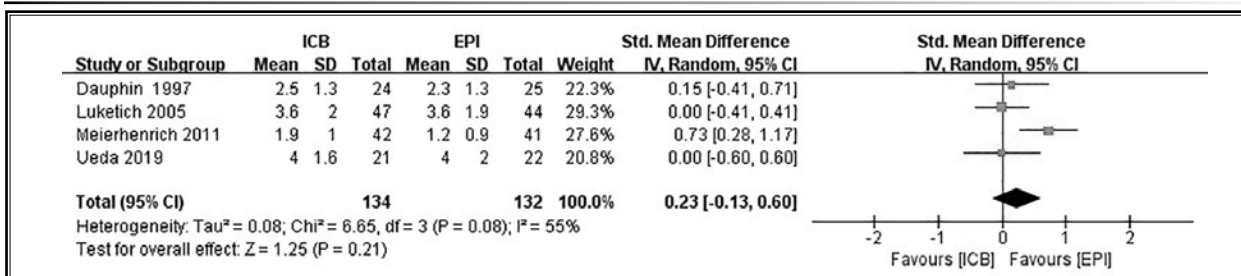 ICB EPI Std. Mean Difference Std. Mean Difference
Study or Subgroup Mean SD Total Mean SD Total Weight IV, Random, 95% CI IV, Random, 95% CI
Dauphin 1997 2.5 1.3 24 2.3 1.3 25 22.3% 0.15 [-0.41, 0.71]
Luketich 2005 3.6 2 47 3.6 1.9 44 29.3% 0.00 [-0.41, 0.41]
Meierhenrich 2011 1.9 1 42 1.2 0.9 41 27.6% 0.73 [0.28, 1.17]
Ueda 2019 4 1.6 21 4 2 22 20.8% 0.00 [-0.60, 0.60]
Total (95% CI) 134 132 100.0% 0.23 [-0.13, 0.60]
Heterogeneity: Tau² = 0.08; Chi² = 6.65, df = 3 (P = 0.08); I² = 55%
Test for overall effect: Z = 1.25 (P = 0.21)
-2 -1 0 1 2
Favours [ICB] Favours [EPI]